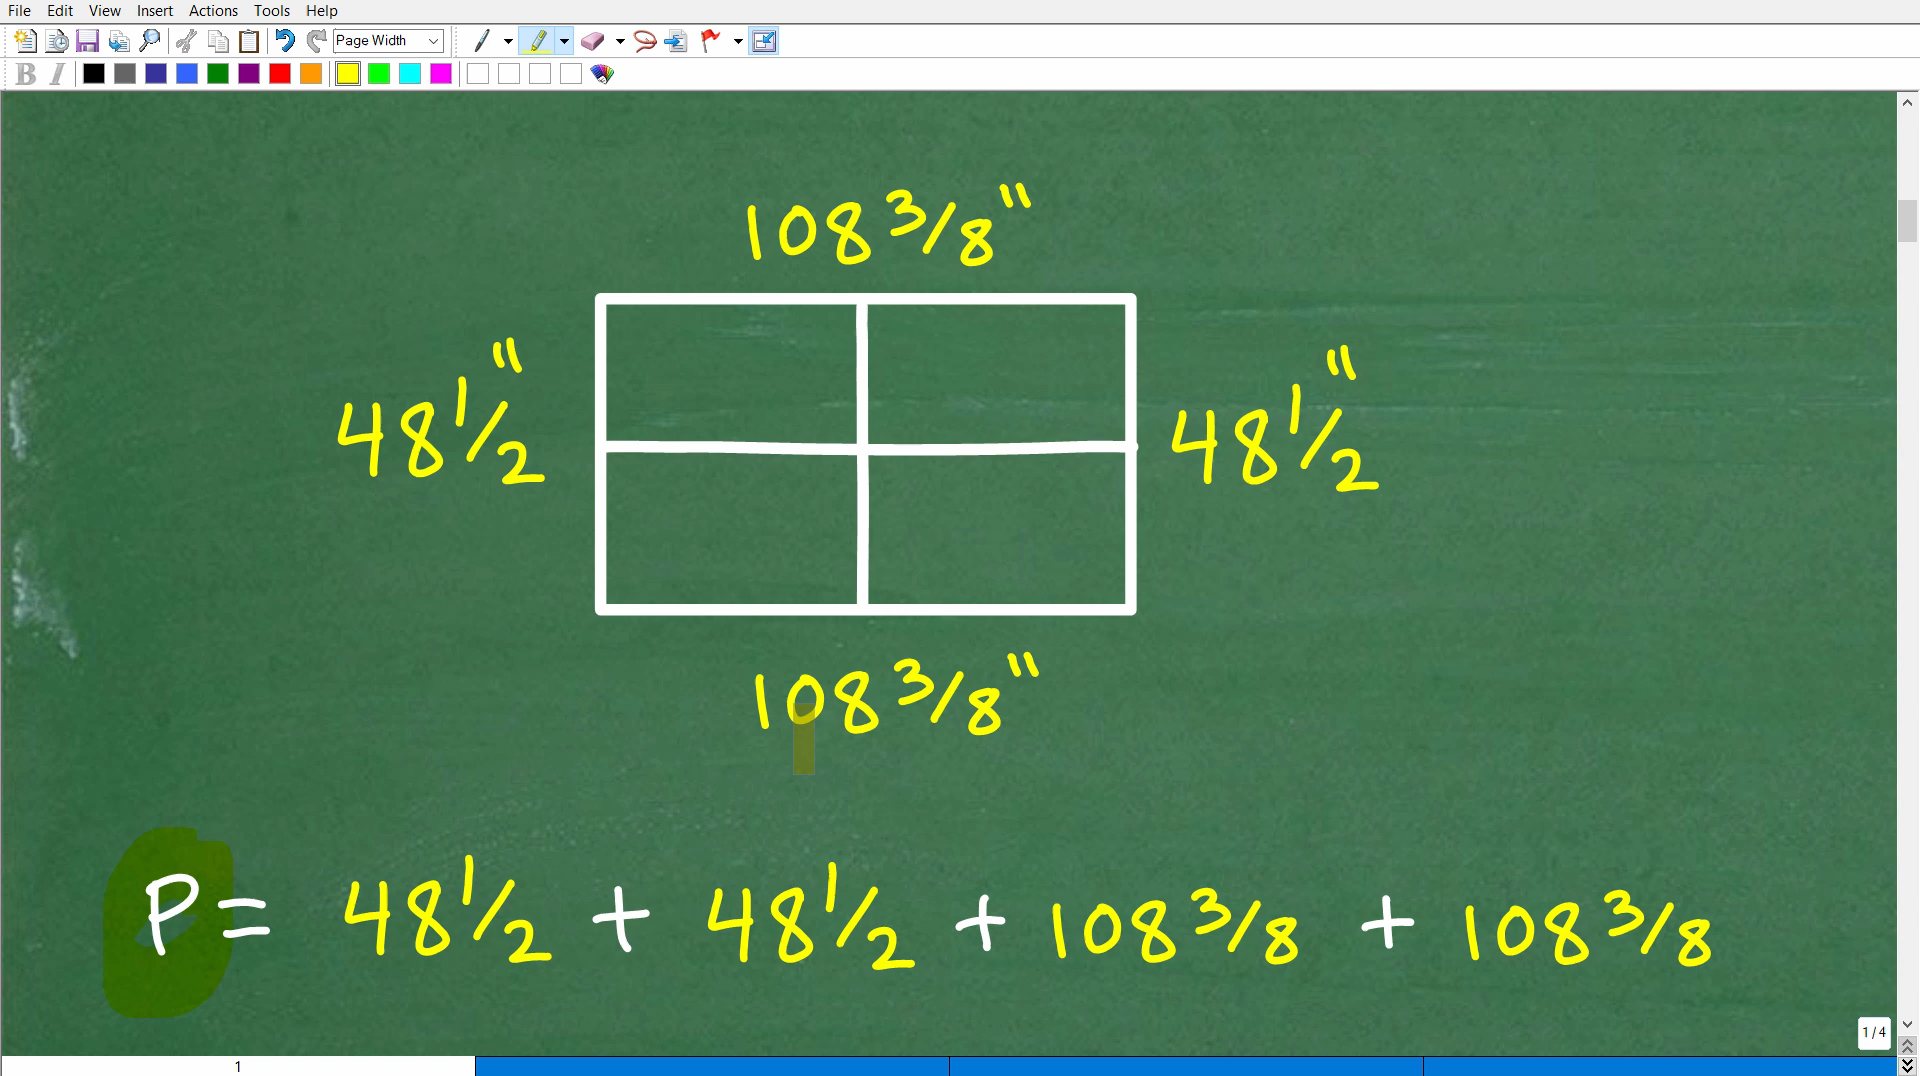 File Edit View Insert Actions Tools Help
Page Width
B I
108 3/8"
48 1/2" 48 1/2"
108 3/8"
P = 48 1/2 + 48 1/2 + 108 3/8 + 108 3/8
1 / 4
1